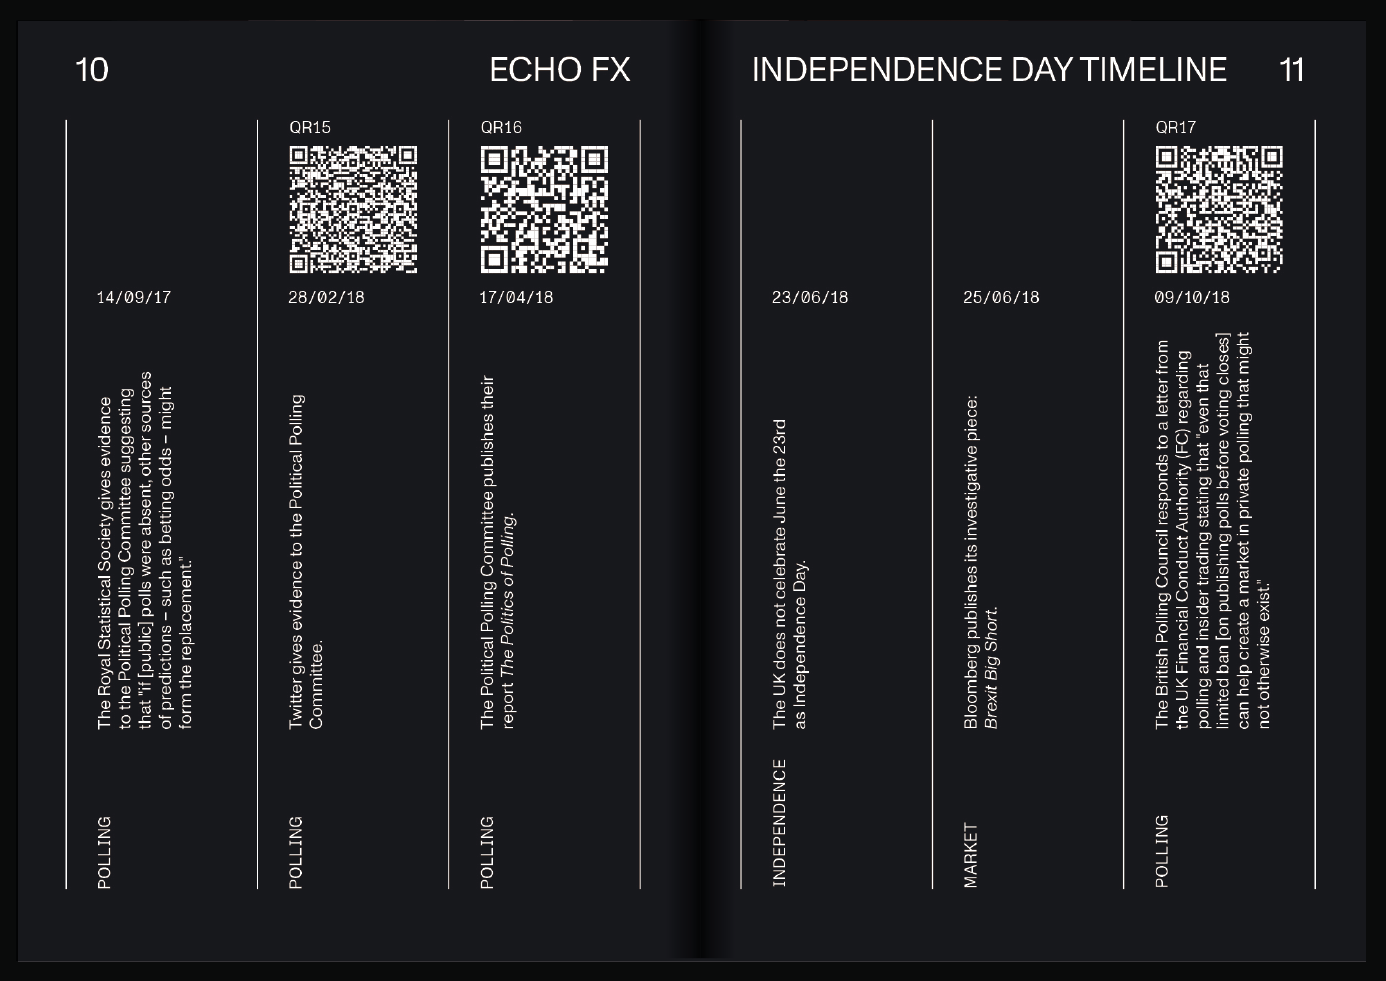 10
ECHO FX
14/09/17
The Royal Statistical Society gives evidence
to the Political Polling Committee suggesting
that "if [public] polls were absent, other sources
of predictions – such as betting odds – might
form the replacement."
POLLING
QR15
28/02/18
Twitter gives evidence to the Political Polling
Committee.
POLLING
QR16
17/04/18
The Political Polling Committee publishes their
report The Politics of Polling.
POLLING
INDEPENDENCE DAY TIMELINE
11
23/06/18
The UK does not celebrate June the 23rd
as Independence Day.
INDEPENDENCE
25/06/18
Bloomberg publishes its investigative piece:
Brexit Big Short.
MARKET
QR17
09/10/18
The British Polling Council responds to a letter from
the UK Financial Conduct Authority (FC) regarding
polling and insider trading stating that "even that
limited ban [on publishing polls before voting closes]
can help create a market in private polling that might
not otherwise exist."
POLLING